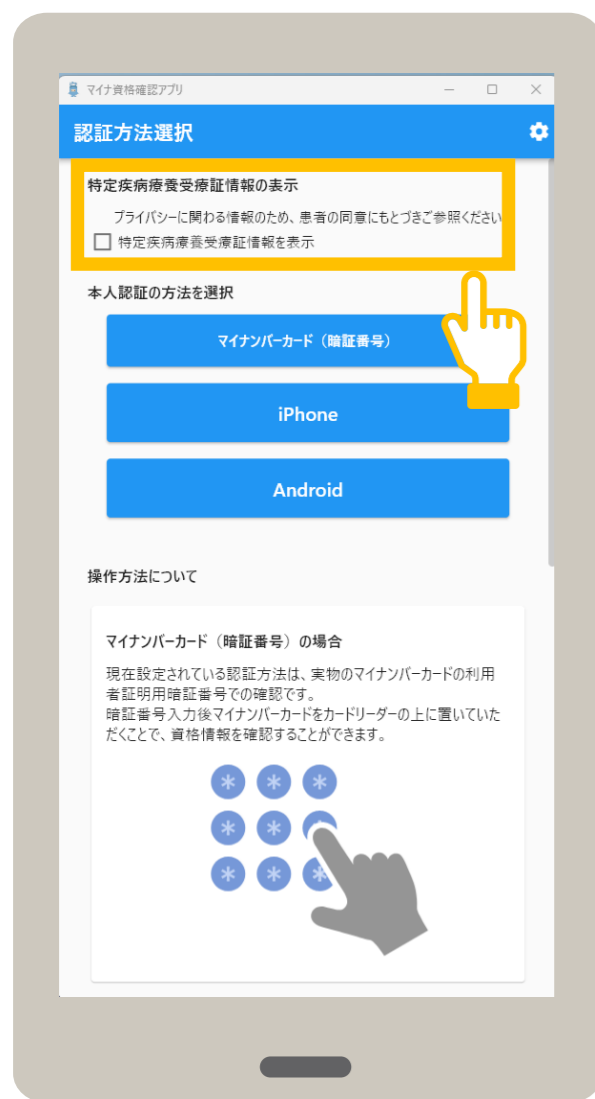 マイナ資格確認アプリ
認証方法選択
特定疾病療養受療証情報の表示
プライバシーに関わる情報のため、患者の同意にもとづきご参照ください
特定疾病療養受療証情報を表示
本人認証の方法を選択
マイナンバーカード（暗証番号）
iPhone
Android
操作方法について
マイナンバーカード（暗証番号）の場合
現在設定されている認証方法は、実物のマイナンバーカードの利用
者証明用暗証番号での確認です。
暗証番号入力後マイナンバーカードをカードリーダーの上に置いていた
だくことで、資格情報を確認することができます。